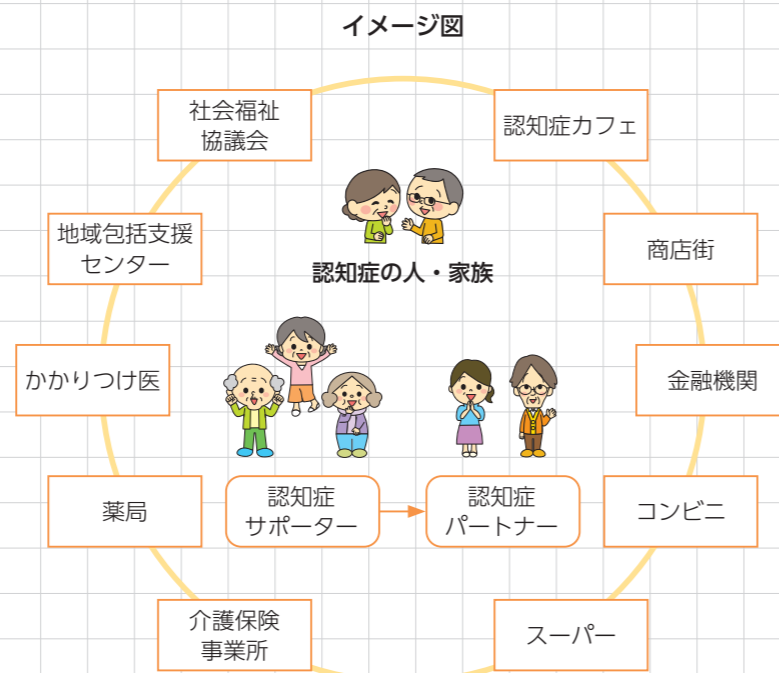 イメージ図
社会福祉
協議会
認知症カフェ
地域包括支援
センター
認知症の人・家族
商店街
かかりつけ医
金融機関
薬局
認知症
サポーター
認知症
パートナー
コンビニ
介護保険
事業所
スーパー